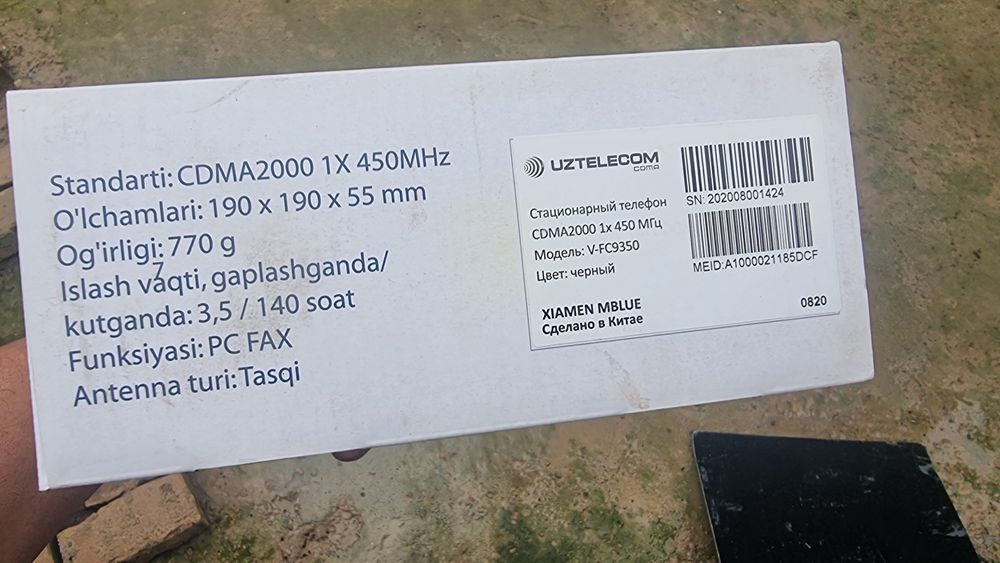 Standarti: CDMA2000 1X 450MHz
O'lchamlari: 190 x 190 x 55 mm
Og'irligi: 770 g
Islash vaqti, gaplashganda/
kutganda: 3,5 / 140 soat
Funksiyasi: PC FAX
Antenna turi: Tasqi
UZTELECOM
CDMA
Стационарный телефон
CDMA2000 1x 450 МГц
Модель: V-FC9350
Цвет: черный
XIAMEN MBLUE
Сделано в Китае
SN: 202008001424
MEID:A1000021185DCF
0820